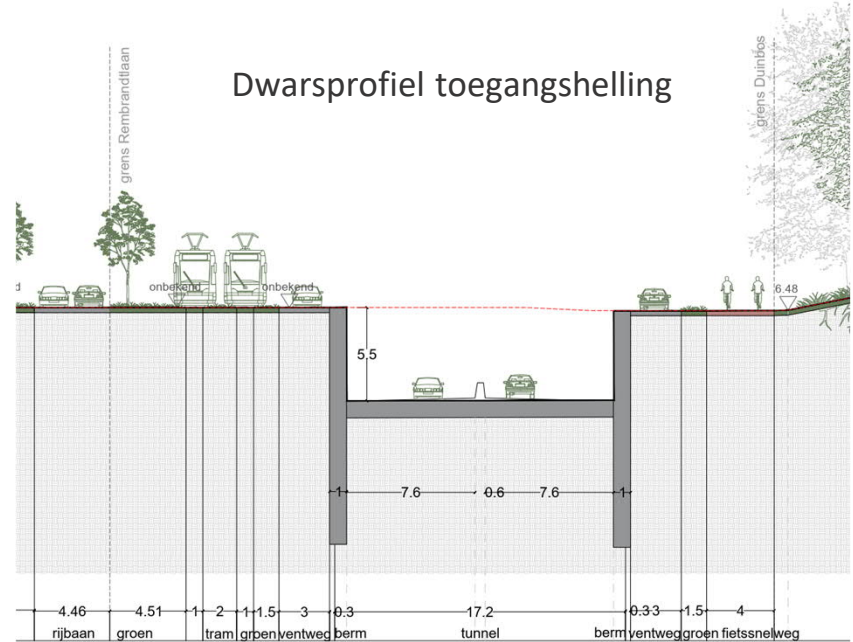 Dwarsprofiel toegangshelling
grens Rembrandtlaan
grens Duinbos
d
onbekend
onbekend
6.48
5.5
1 7.6 0.6 7.6 1
4.46 4.51 1 2 1 1.5 3 0.3 17.2 0.3 3 1.5 4
rijbaan groen tram groen ventweg berm tunnel berm ventweg groen fietssnelweg